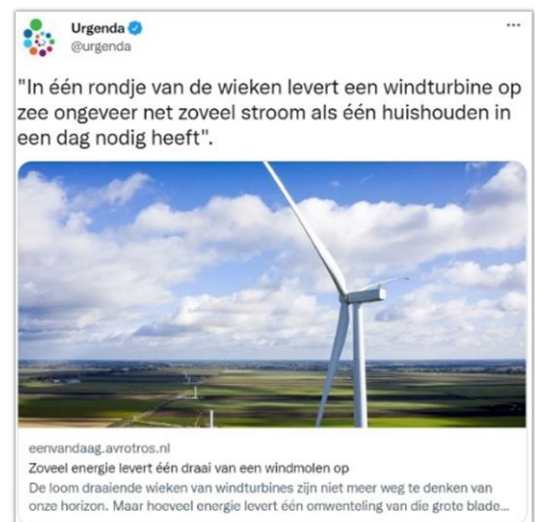 Urgenda
@urgenda
"In één rondje van de wieken levert een windturbine op
zee ongeveer net zoveel stroom als één huishouden in
een dag nodig heeft".
eenvandaag.avrotros.nl
Zoveel energie levert één draai van een windmolen op
De loom draaiende wieken van windturbines zijn niet meer weg te denken van
onze horizon. Maar hoeveel energie levert één omwenteling van die grote blade...